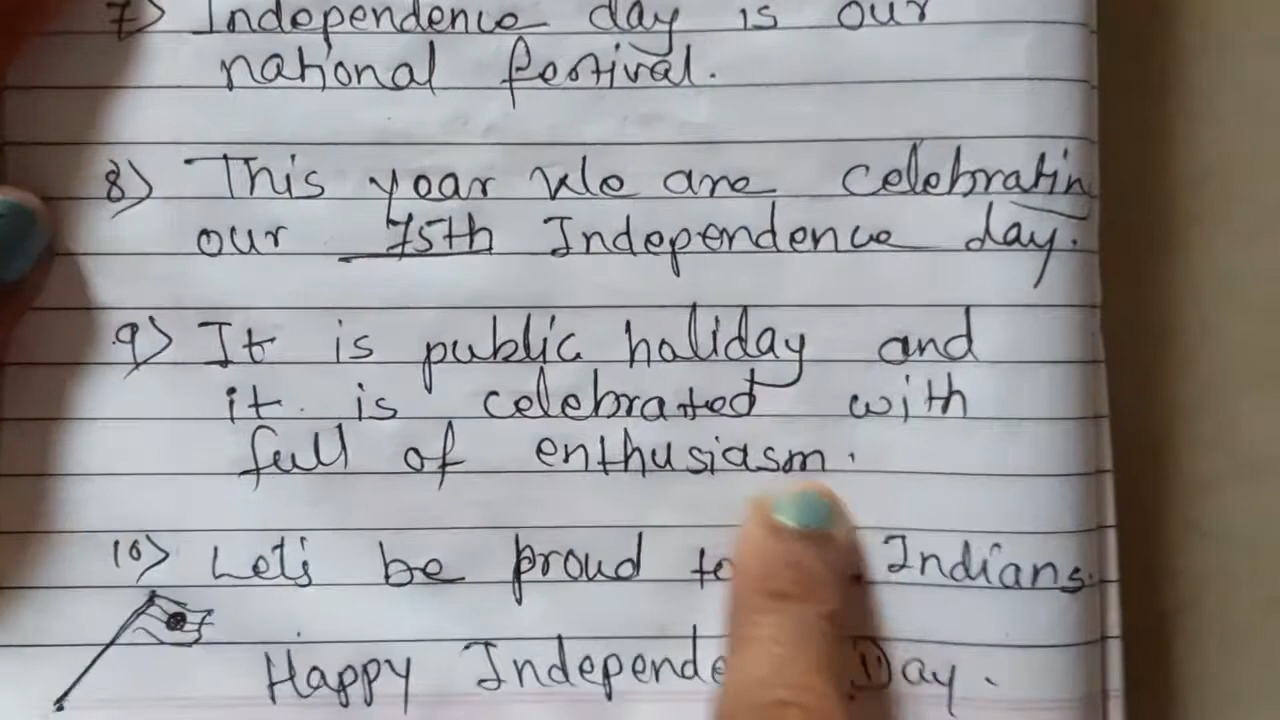 7) Independence day is our
national festival.
8) This year we are celebratin
our 75th Independence day.
9) It is public haliday and
it is celebrated with
full of enthusiasm.
10) Let's be proud Indians.
Happy Day.